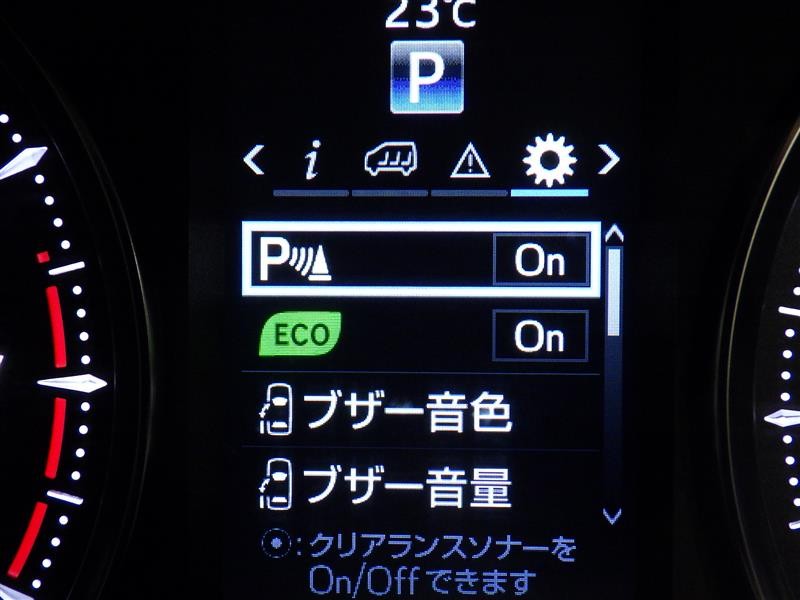 23℃
P
i
P On
ECO On
ブザー音色
ブザー音量
:クリアランスソナーを
On/Offできます